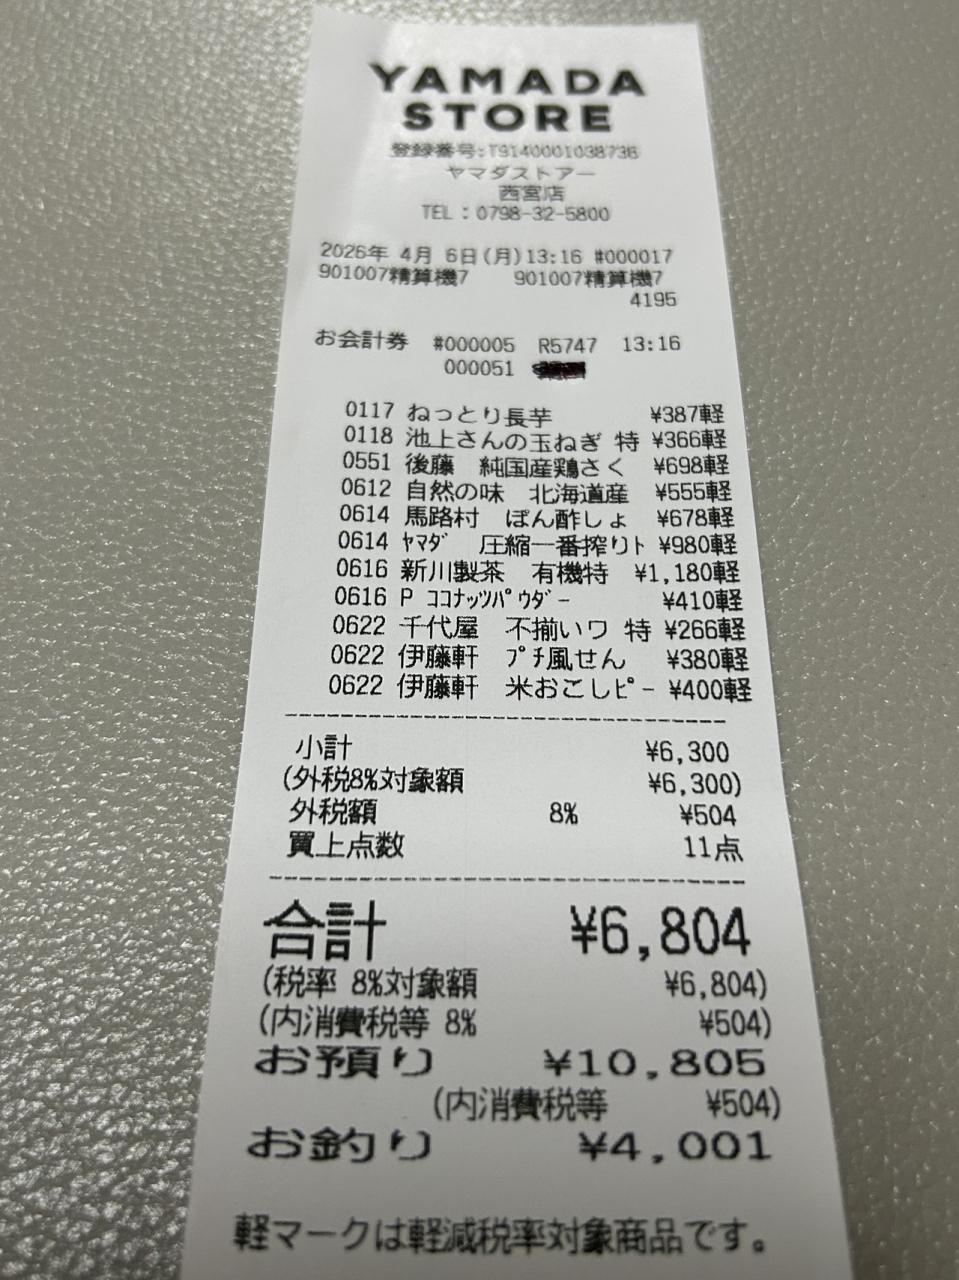 YAMADA
STORE
登録番号:T9140001038736
ヤマダストアー
西宮店
TEL:0798-32-5800
2026年 4月 6日(月)13:16 #000017
901007精算機7 901007精算機7
4195
お会計券 #000005 R5747 13:16
000051
0117 ねっとり長芋 ¥387軽
0118 池上さんの玉ねぎ 特 ¥366軽
0551 後藤 純国産鶏さく ¥698軽
0612 自然の味 北海道産 ¥555軽
0614 馬路村 ぽん酢しょ ¥678軽
0614 ﾔﾏﾀﾞ 圧縮一番搾りﾄ ¥980軽
0616 新川製茶 有機特 ¥1,180軽
0616 P ｺｺﾅｯﾂﾊﾟｳﾀﾞｰ ¥410軽
0622 千代屋 不揃いワ 特 ¥266軽
0622 伊藤軒 ﾌﾟﾁ風せん ¥380軽
0622 伊藤軒 米おこしﾋﾟｰ ¥400軽
小計 ¥6,300
(外税8%対象額 ¥6,300)
外税額 8% ¥504
買上点数 11点
合計 ¥6,804
(税率 8%対象額 ¥6,804)
(内消費税等 8% ¥504)
お預り ¥10,805
(内消費税等 ¥504)
お釣り ¥4,001
軽マークは軽減税率対象商品です。